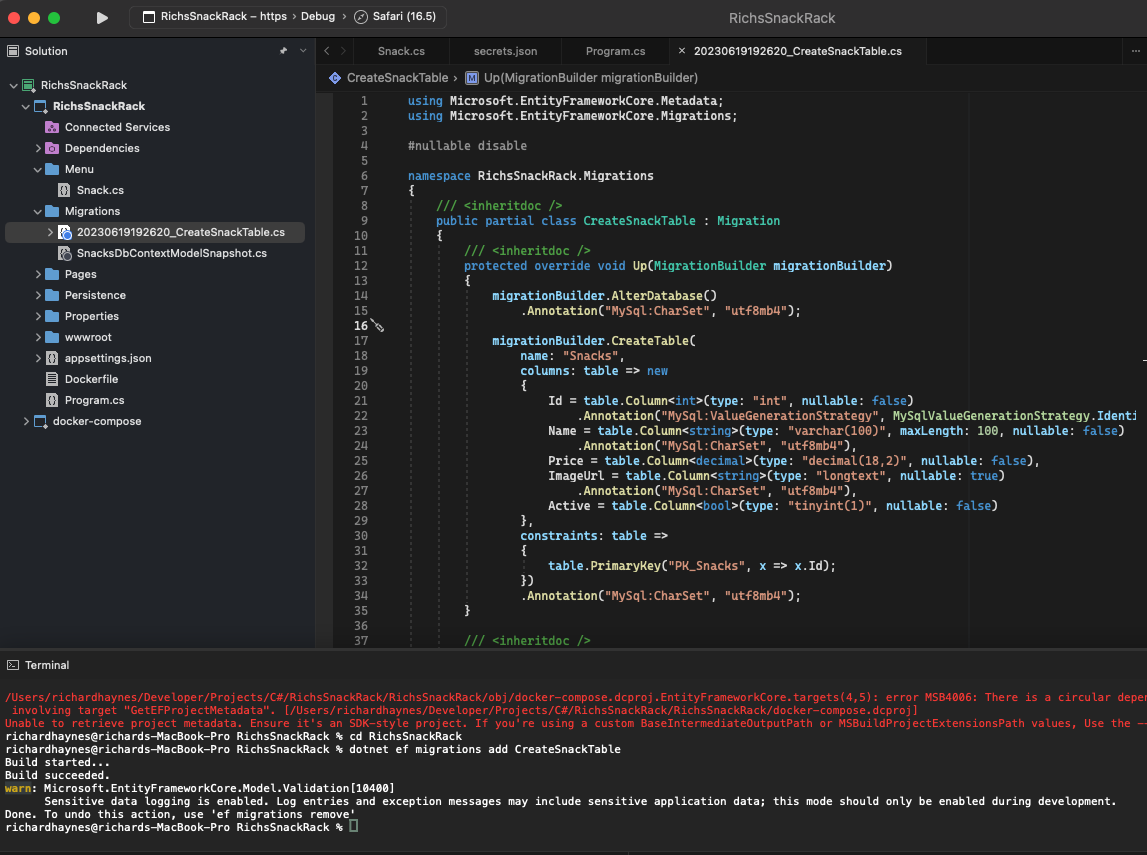 RichsSnackRack – https › Debug › Safari (16.5)
RichsSnackRack
Solution
RichsSnackRack
RichsSnackRack
Connected Services
Dependencies
Menu
Snack.cs
Migrations
20230619192620_CreateSnackTable.cs
SnacksDbContextModelSnapshot.cs
Pages
Persistence
Properties
wwwroot
appsettings.json
Dockerfile
Program.cs
docker-compose
Snack.cs secrets.json Program.cs × 20230619192620_CreateSnackTable.cs
CreateSnackTable › M Up(MigrationBuilder migrationBuilder)
1 using Microsoft.EntityFrameworkCore.Metadata;
2 using Microsoft.EntityFrameworkCore.Migrations;
3
4 #nullable disable
5
6 namespace RichsSnackRack.Migrations
7 {
8 /// <inheritdoc />
9 public partial class CreateSnackTable : Migration
10 {
11 /// <inheritdoc />
12 protected override void Up(MigrationBuilder migrationBuilder)
13 {
14 migrationBuilder.AlterDatabase()
15 .Annotation("MySql:CharSet", "utf8mb4");
16
17 migrationBuilder.CreateTable(
18 name: "Snacks",
19 columns: table => new
20 {
21 Id = table.Column<int>(type: "int", nullable: false)
22 .Annotation("MySql:ValueGenerationStrategy", MySqlValueGenerationStrategy.Identi
23 Name = table.Column<string>(type: "varchar(100)", maxLength: 100, nullable: false)
24 .Annotation("MySql:CharSet", "utf8mb4"),
25 Price = table.Column<decimal>(type: "decimal(18,2)", nullable: false),
26 ImageUrl = table.Column<string>(type: "longtext", nullable: true)
27 .Annotation("MySql:CharSet", "utf8mb4"),
28 Active = table.Column<bool>(type: "tinyint(1)", nullable: false)
29 },
30 constraints: table =>
31 {
32 table.PrimaryKey("PK_Snacks", x => x.Id);
33 })
34 .Annotation("MySql:CharSet", "utf8mb4");
35 }
36
37 /// <inheritdoc />
Terminal
/Users/richardhaynes/Developer/Projects/C#/RichsSnackRack/RichsSnackRack/obj/docker-compose.dcproj.EntityFrameworkCore.targets(4,5): error MSB4006: There is a circular depen
involving target "GetEFProjectMetadata". [/Users/richardhaynes/Developer/Projects/C#/RichsSnackRack/RichsSnackRack/docker-compose.dcproj]
Unable to retrieve project metadata. Ensure it's an SDK-style project. If you're using a custom BaseIntermediateOutputPath or MSBuildProjectExtensionsPath values, Use the --
richardhaynes@richards-MacBook-Pro RichsSnackRack % cd RichsSnackRack
richardhaynes@richards-MacBook-Pro RichsSnackRack % dotnet ef migrations add CreateSnackTable
Build started...
Build succeeded.
warn: Microsoft.EntityFrameworkCore.Model.Validation[10400]
Sensitive data logging is enabled. Log entries and exception messages may include sensitive application data; this mode should only be enabled during development.
Done. To undo this action, use 'ef migrations remove'
richardhaynes@richards-MacBook-Pro RichsSnackRack %